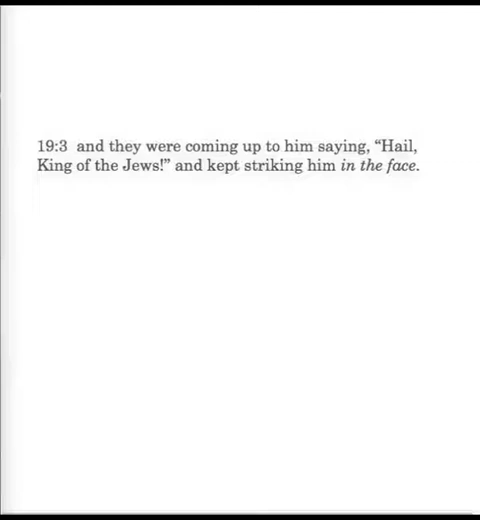 19:3 and they were coming up to him saying, “Hail,
King of the Jews!” and kept striking him in the face.